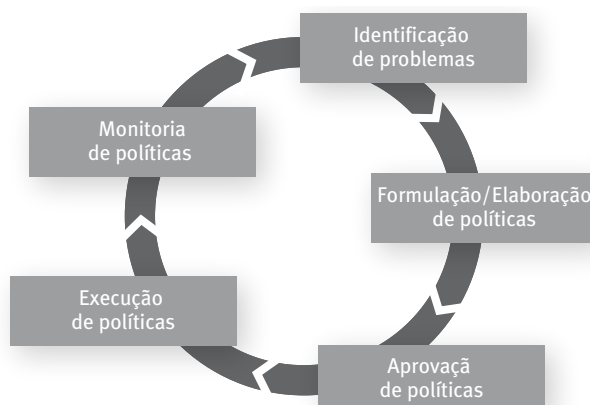 Identificação
de problemas
Formulação/Elaboração
de políticas
Aprovaçã
de políticas
Execução
de políticas
Monitoria
de políticas